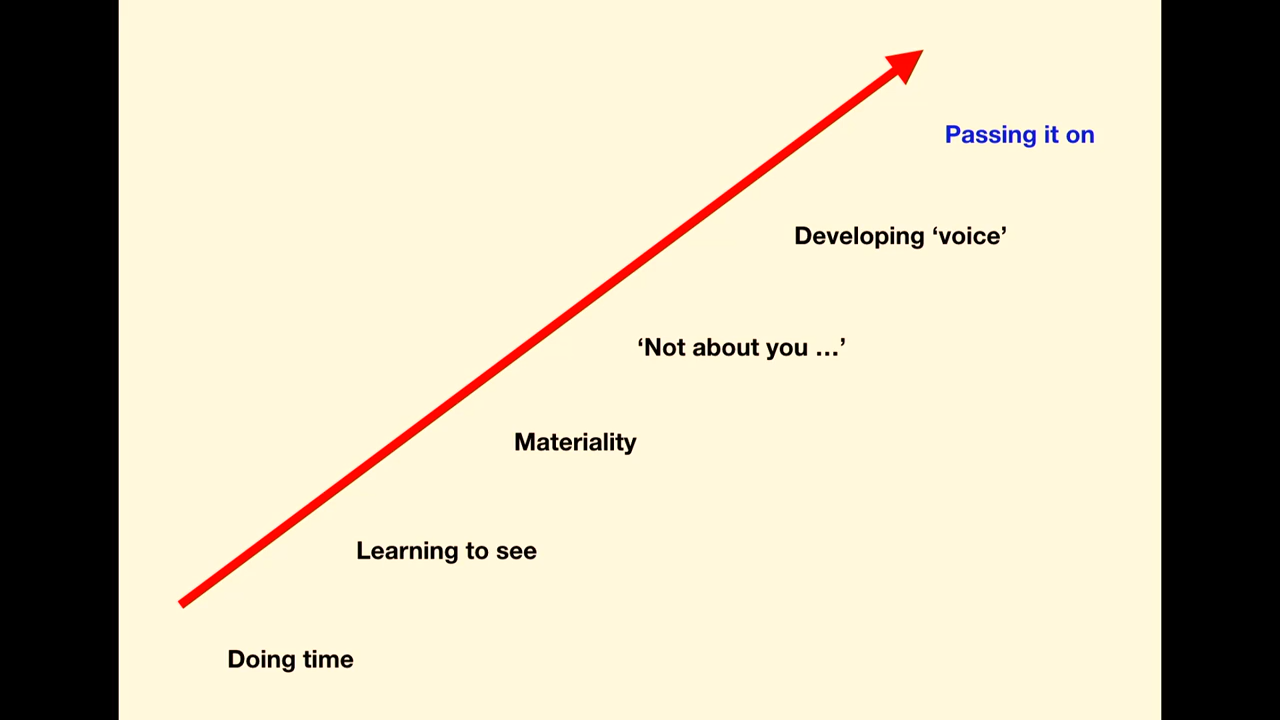 Passing it on
Developing ‘voice’
‘Not about you ...’
Materiality
Learning to see
Doing time